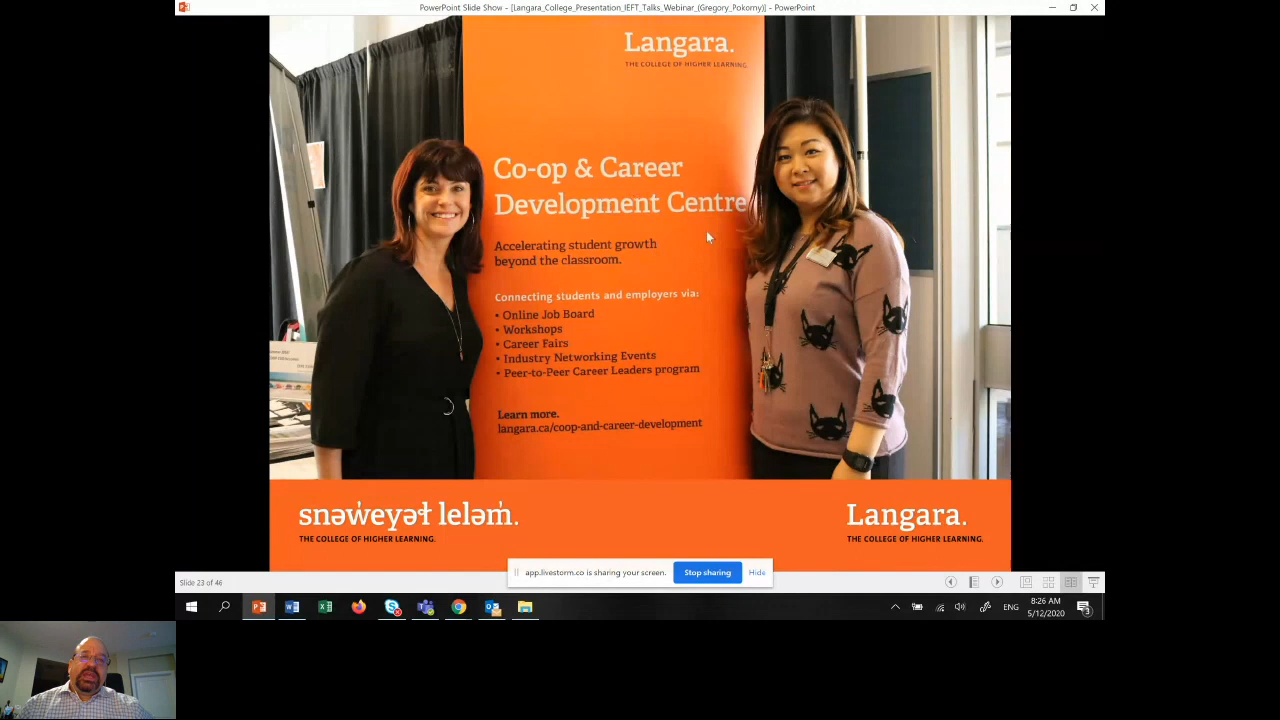 PowerPoint Slide Show - [Langara_College_Presentation_IEFT_Talks_Webinar_(Gregory_Pokorny)] - PowerPoint
Langara.
THE COLLEGE OF HIGHER LEARNING.
Co-op & Career
Development Centre
Accelerating student growth
beyond the classroom.
Connecting students and employers via:
• Online Job Board
• Workshops
• Career Fairs
• Industry Networking Events
• Peer-to-Peer Career Leaders program
Learn more.
langara.ca/coop-and-career-development
snəw̓eyəɬ leləm̓.
THE COLLEGE OF HIGHER LEARNING.
Langara.
THE COLLEGE OF HIGHER LEARNING.
app.livestorm.co is sharing your screen.
Stop sharing
Hide
Slide 23 of 46
ENG
8:26 AM
5/12/2020